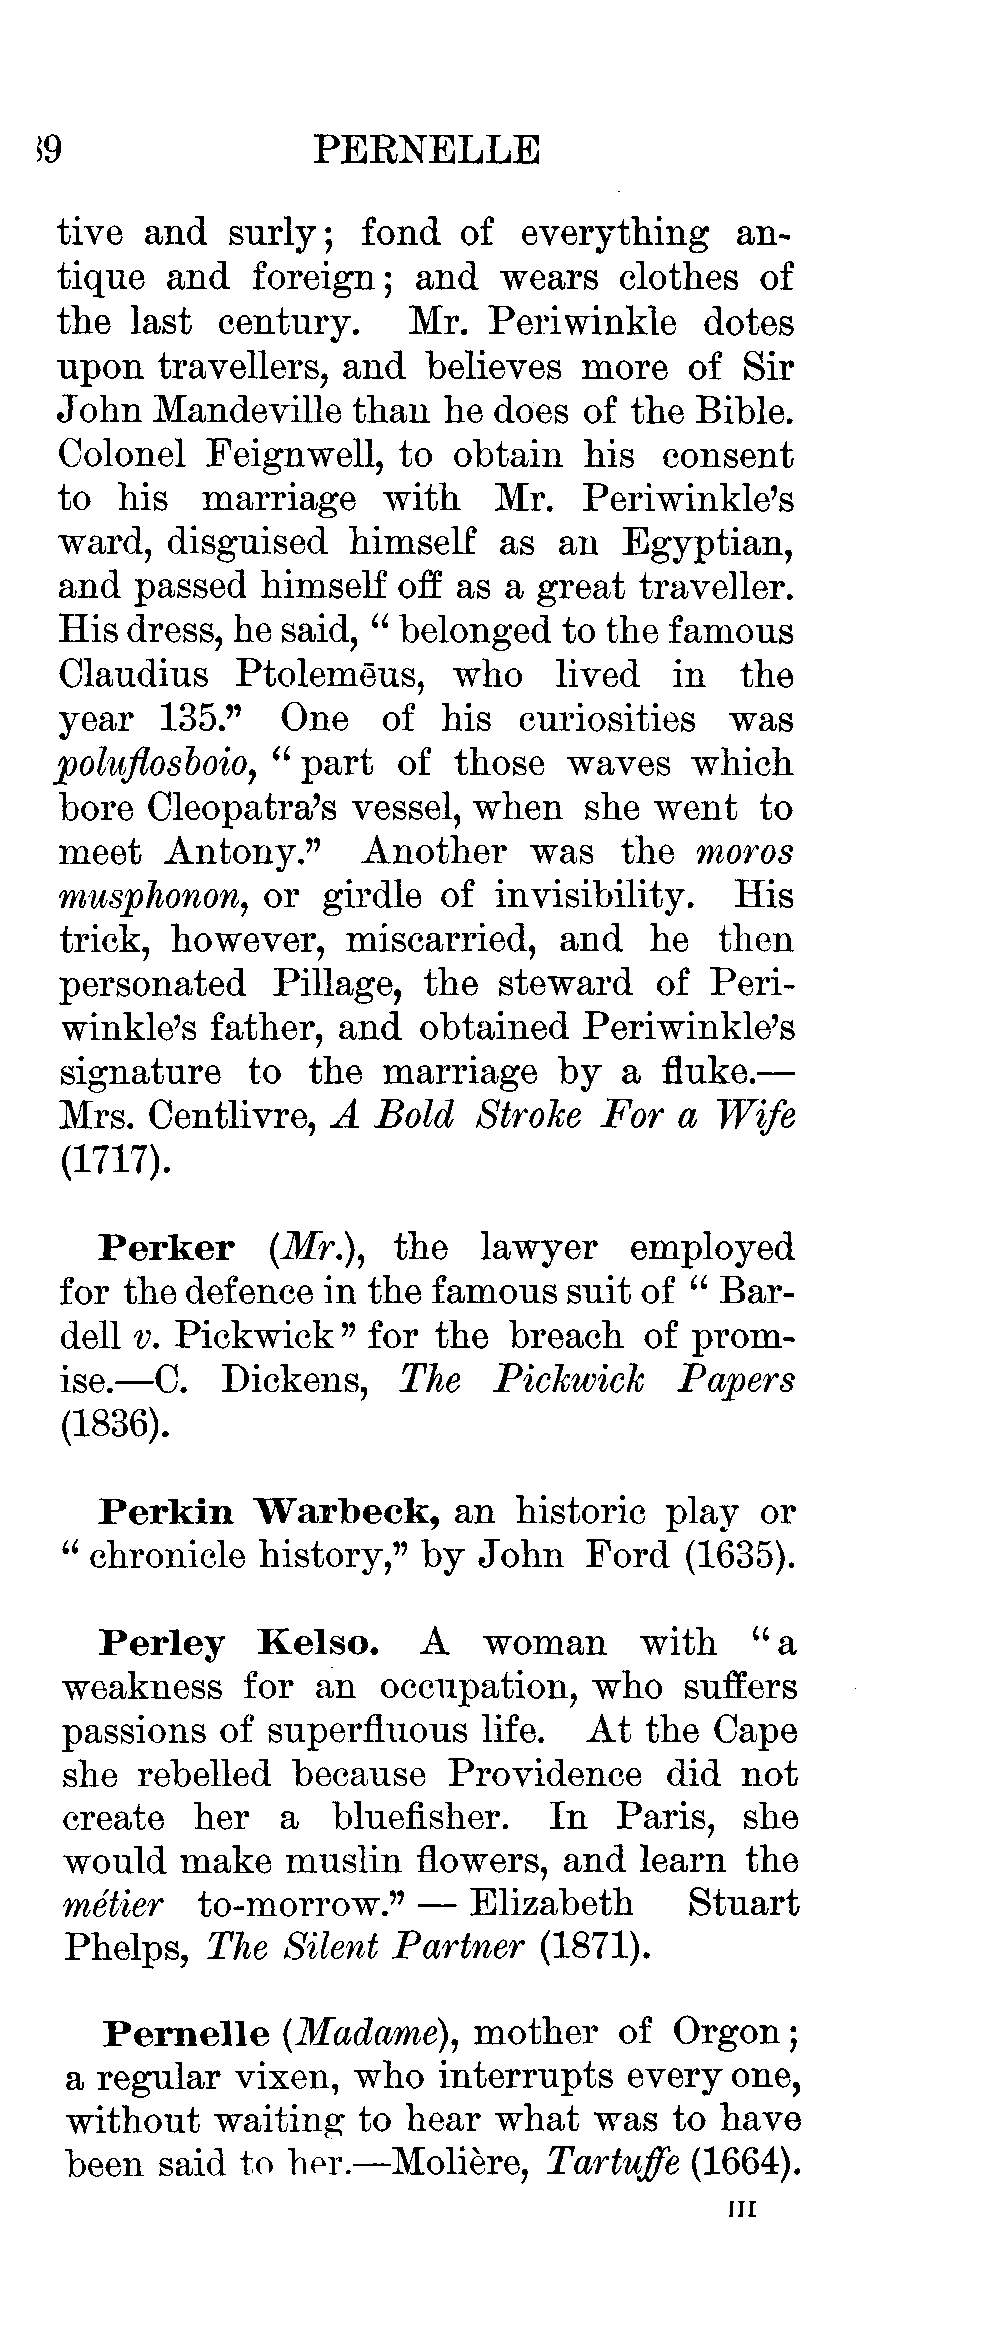 39 PERNELLE
tive and surly; fond of everything an-
tique and foreign; and wears clothes of
the last century. Mr. Periwinkle dotes
upon travellers, and believes more of Sir
John Mandeville than he does of the Bible.
Colonel Feignwell, to obtain his consent
to his marriage with Mr. Periwinkle's
ward, disguised himself as an Egyptian,
and passed himself off as a great traveller.
His dress, he said, “ belonged to the famous
Claudius Ptolemēus, who lived in the
year 135.” One of his curiosities was
poluflosboio, “ part of those waves which
bore Cleopatra's vessel, when she went to
meet Antony.” Another was the moros
musphonon, or girdle of invisibility. His
trick, however, miscarried, and he then
personated Pillage, the steward of Peri-
winkle's father, and obtained Periwinkle's
signature to the marriage by a fluke.—
Mrs. Centlivre, A Bold Stroke For a Wife
(1717).
Perker (Mr.), the lawyer employed
for the defence in the famous suit of “ Bar-
dell v. Pickwick” for the breach of prom-
ise.—C. Dickens, The Pickwick Papers
(1836).
Perkin Warbeck, an historic play or
“ chronicle history,” by John Ford (1635).
Perley Kelso. A woman with “a
weakness for an occupation, who suffers
passions of superfluous life. At the Cape
she rebelled because Providence did not
create her a bluefisher. In Paris, she
would make muslin flowers, and learn the
métier to-morrow.” — Elizabeth Stuart
Phelps, The Silent Partner (1871).
Pernelle (Madame), mother of Orgon;
a regular vixen, who interrupts every one,
without waiting to hear what was to have
been said to her.—Molière, Tartuffe (1664).
III